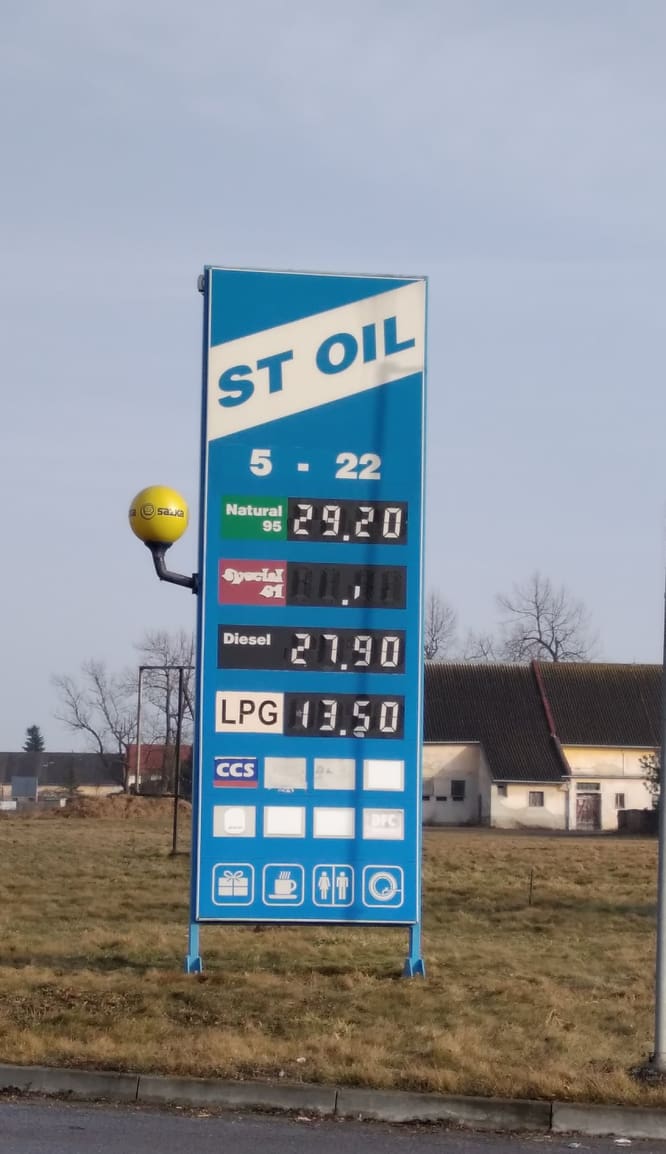 ST OIL
5 - 22
Natural
95
29.20
sazka
Special
91
Diesel
27.90
LPG
13.50
CCS